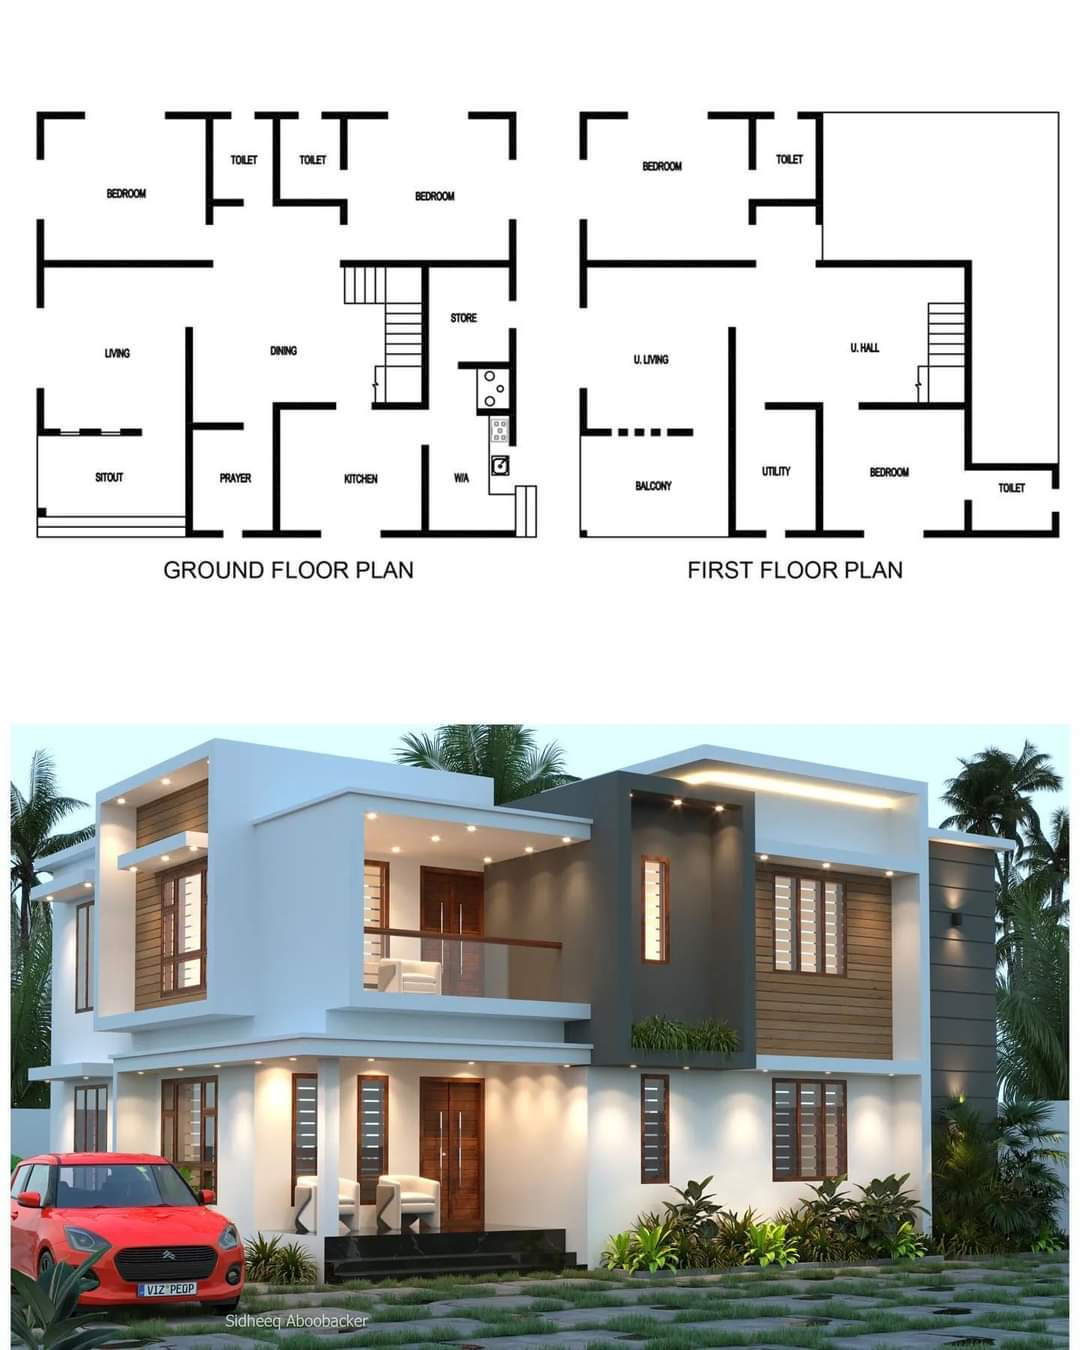 TOILET
TOILET
BEDROOM
BEDROOM
STORE
LIVING
DINING
SITOUT
PRAYER
KITCHEN
W/A
GROUND FLOOR PLAN
BEDROOM
TOILET
U. LIVING
U. HALL
BALCONY
UTILITY
BEDROOM
TOILET
FIRST FLOOR PLAN
VIZ PEOP
Sidheeq Aboobacker